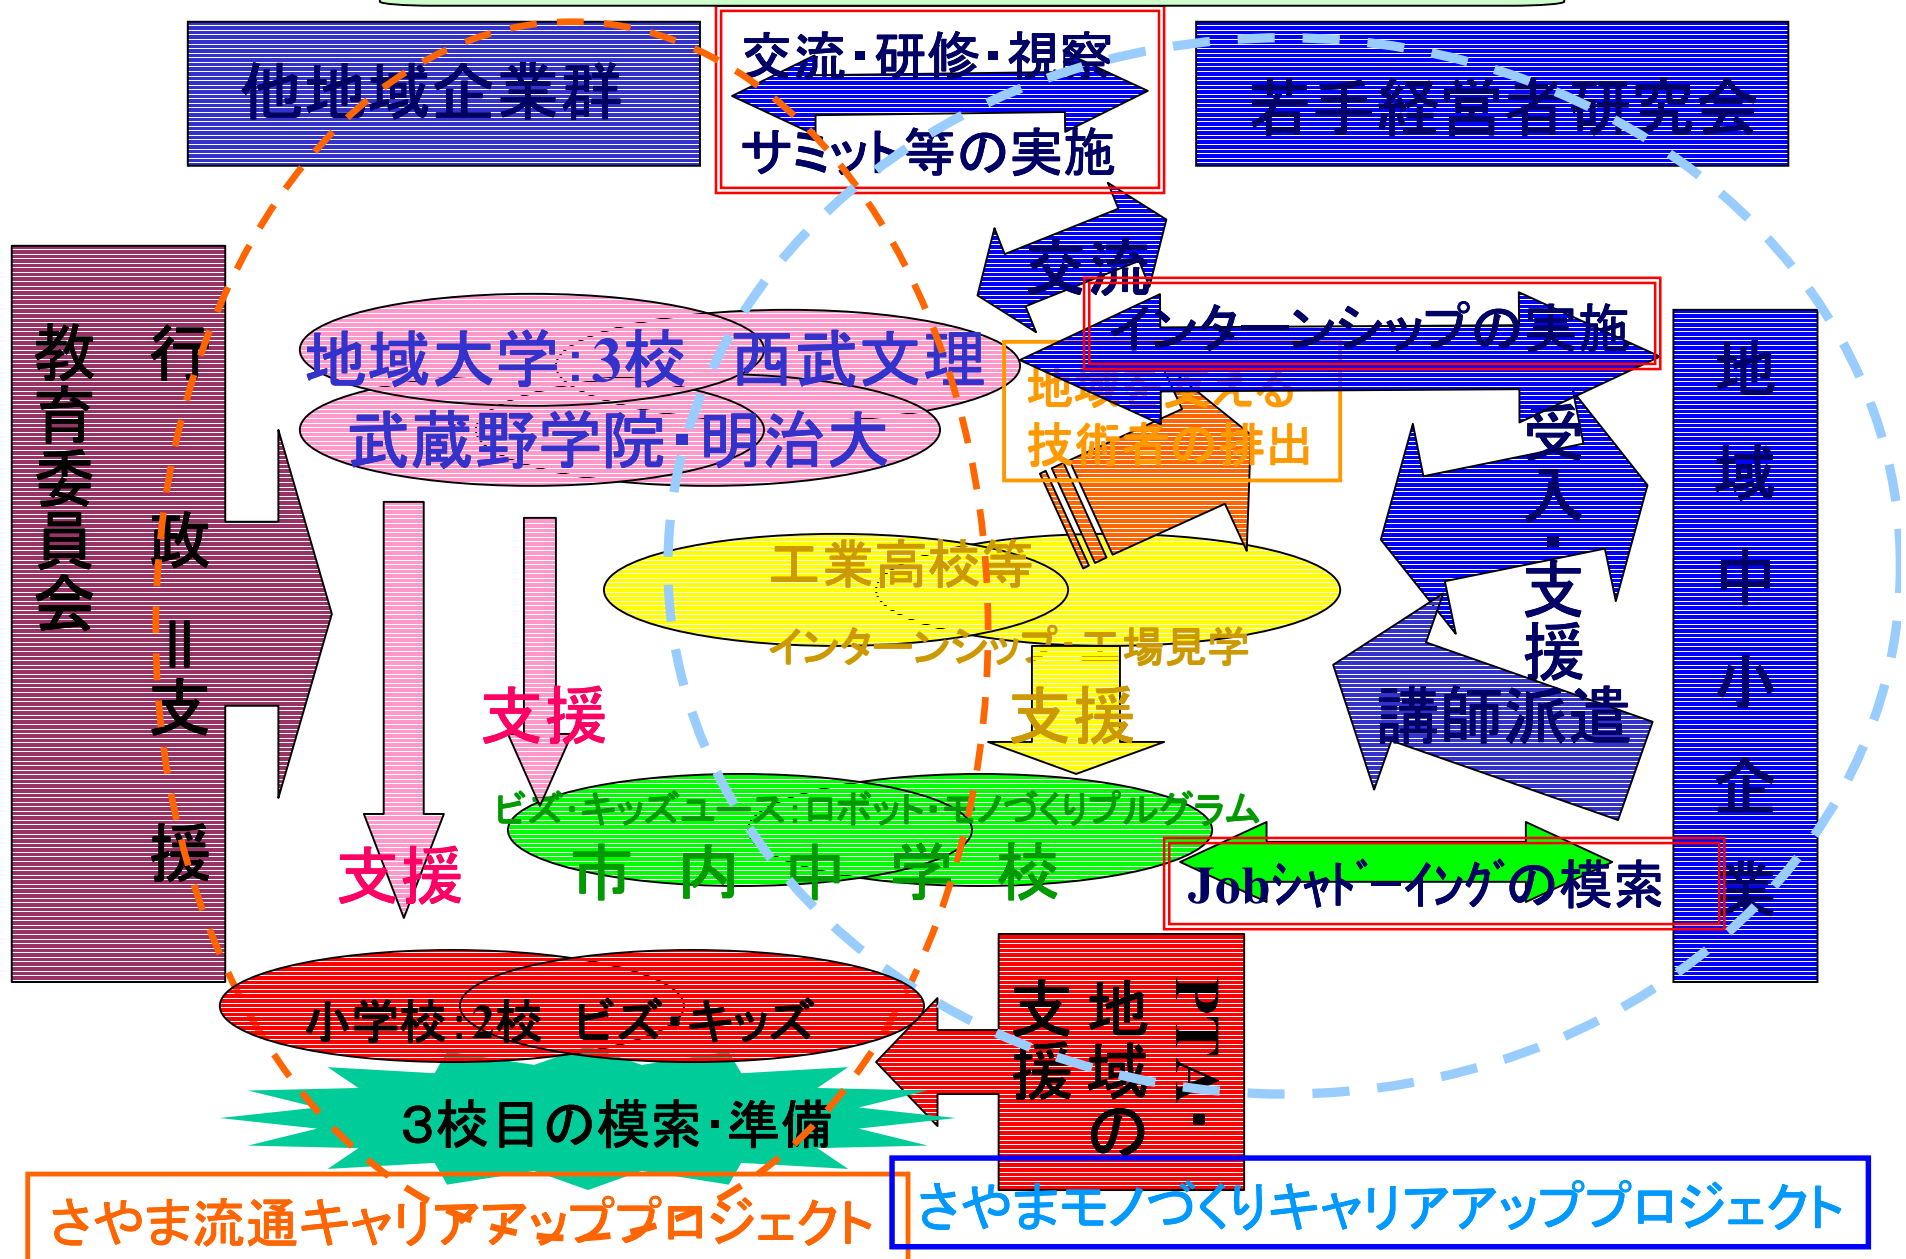 他地域企業群
交流・研修・視察
サミット等の実施
若手経営者研究会
交流
インターンシップの実施
地域を変える
技術者の排出
教育委員会
行政＝支援
地域大学：3校　西武文理
武蔵野学院・明治大
受入・支援
地域中小企業
工業高校等
インターンシップ・工場見学
支援
支援
講師派遣
ビズ・キッズユース：ロボット・モノづくりプルグラム
市内中学校
支援
Jobｼｬﾄﾞｰｲﾝｸﾞの模索
小学校：2校　ビズ・キッズ
PTA・
地域の
支援
３校目の模索・準備
さやま流通キャリアアッププロジェクト
さやまモノづくりキャリアアッププロジェクト